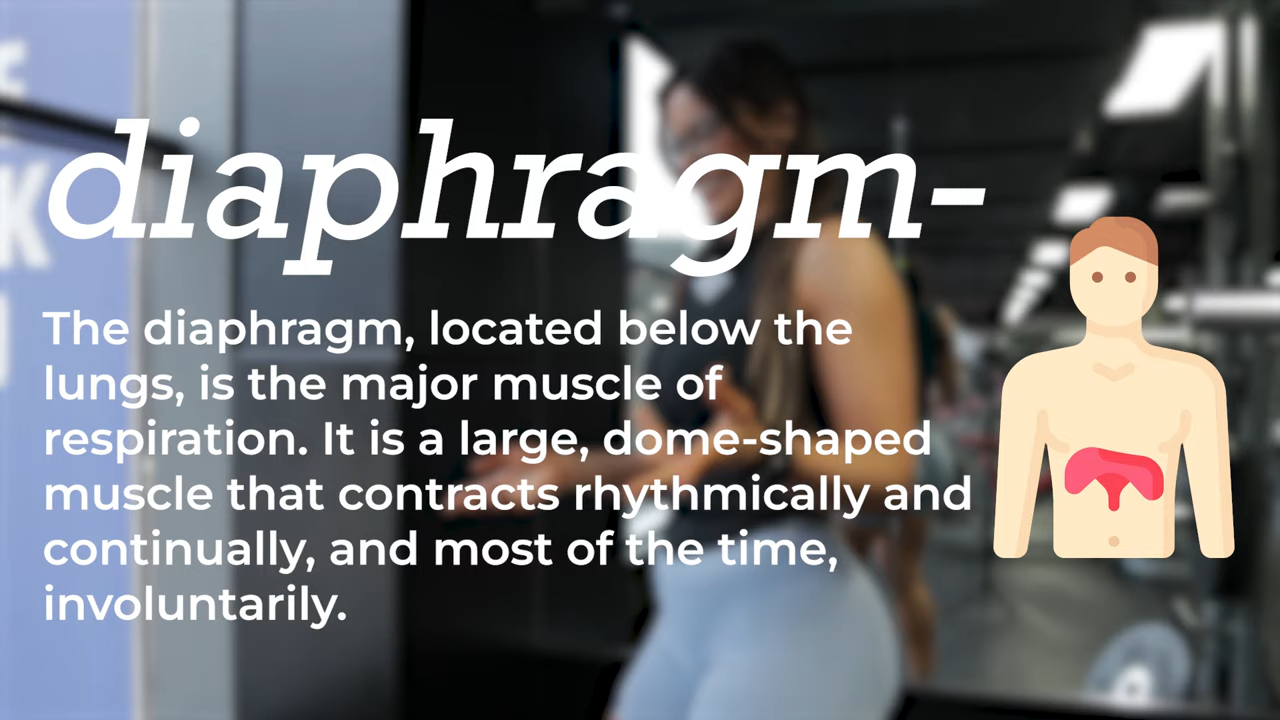 diaphragm-
The diaphragm, located below the
lungs, is the major muscle of
respiration. It is a large, dome-shaped
muscle that contracts rhythmically and
continually, and most of the time,
involuntarily.